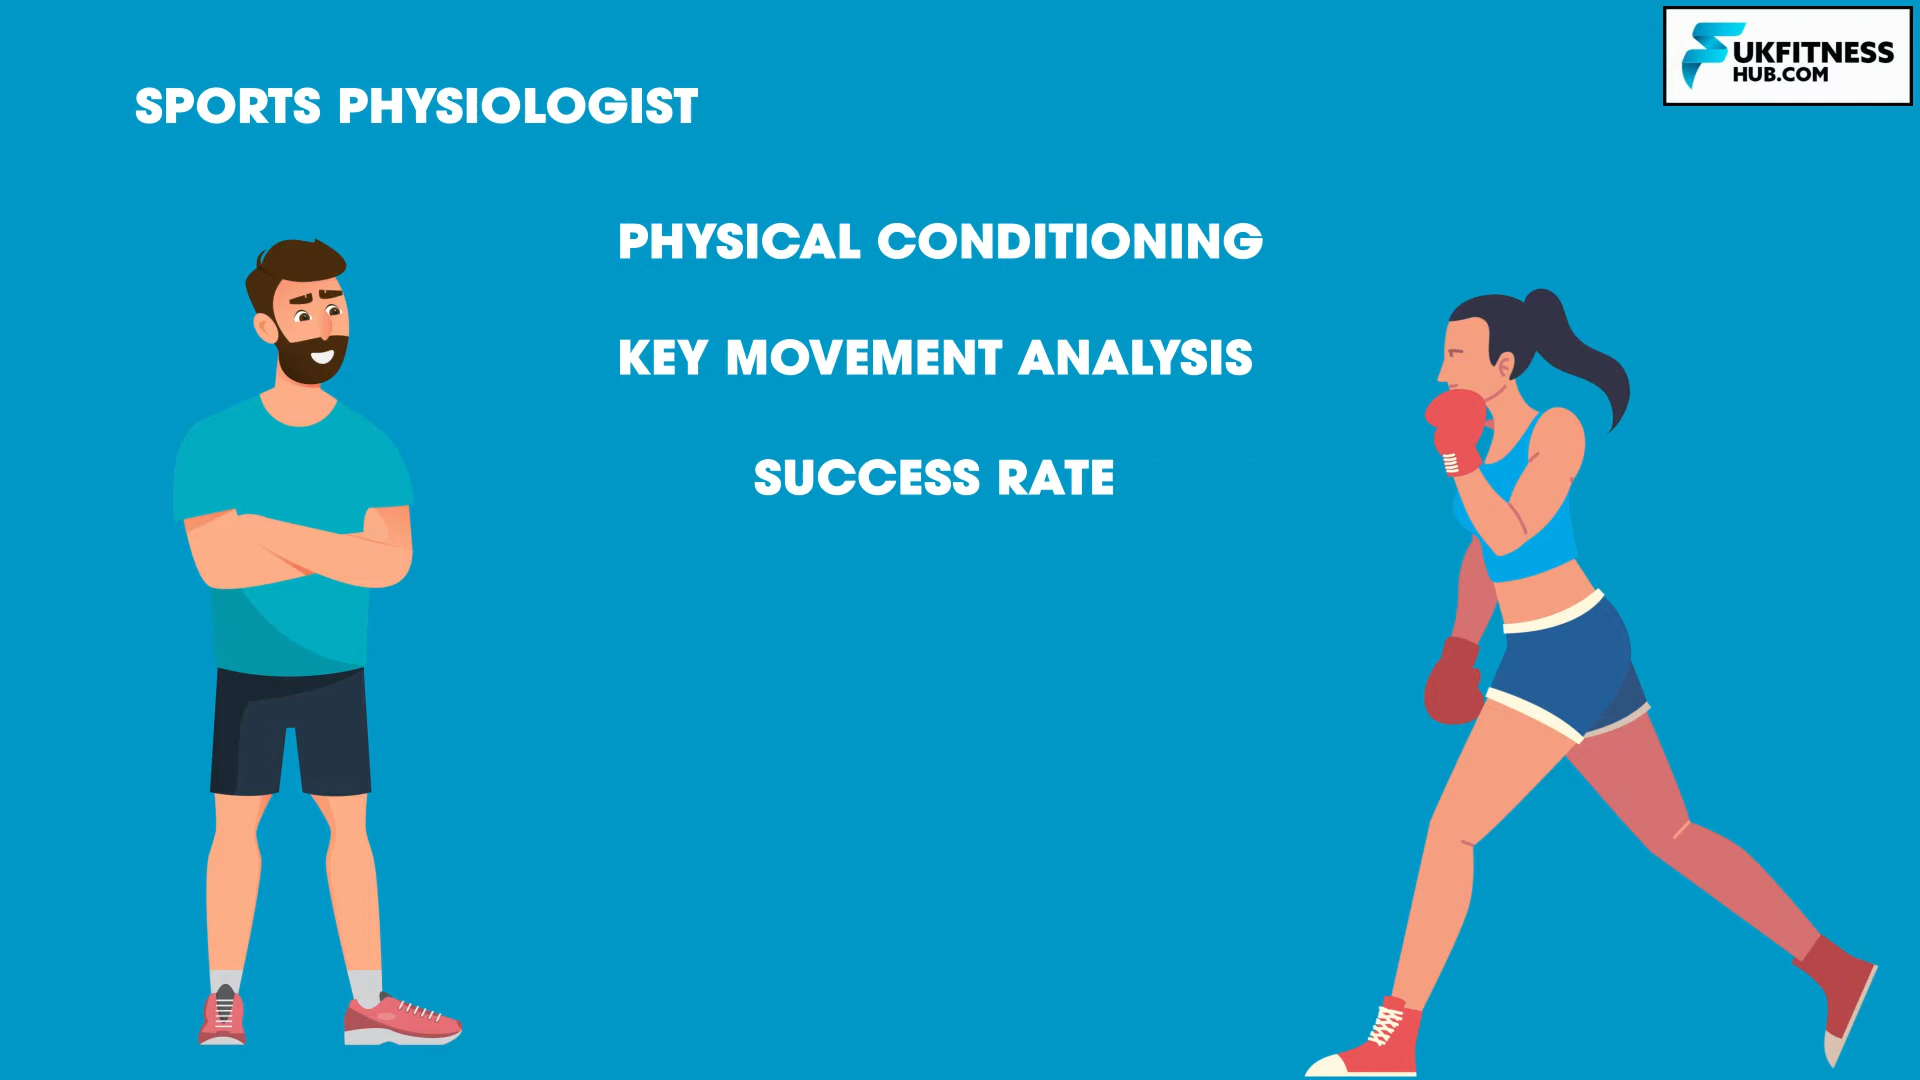 UKFITNESS
HUB.COM
SPORTS PHYSIOLOGIST
PHYSICAL CONDITIONING
KEY MOVEMENT ANALYSIS
SUCCESS RATE